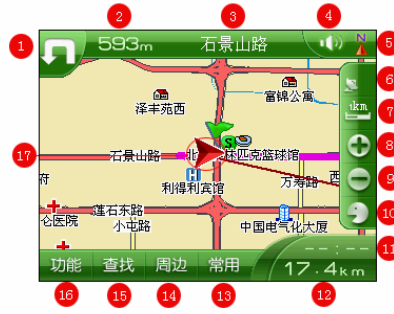 2
3
4
1
593m
石景山路
N
5
6
富锦公寓
泽丰苑西
1km
7
8
17
石景山路
S
林匹克篮球馆
9
H
利得利宾馆
万寿路
西
府
10
仑医院
莲石东路
小屯路
中国电气化大厦
--:--
11
功能
查找
周边
常用
17.4km
16
15
14
13
12